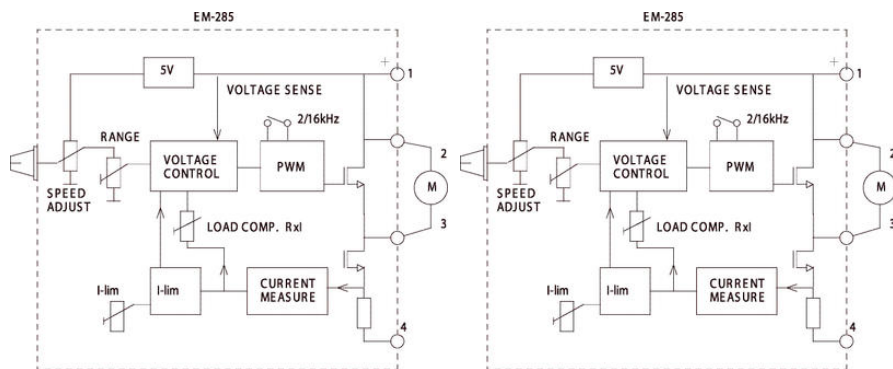 EM-285
5V
+
1
VOLTAGE SENSE
2/16kHz
RANGE
2
VOLTAGE
CONTROL
PWM
M
SPEED
ADJUST
3
LOAD COMP. RxI
I-lim
I-lim
CURRENT
MEASURE
4
EM-285
5V
+
1
VOLTAGE SENSE
2/16kHz
RANGE
2
VOLTAGE
CONTROL
PWM
M
SPEED
ADJUST
3
LOAD COMP. RxI
I-lim
I-lim
CURRENT
MEASURE
4